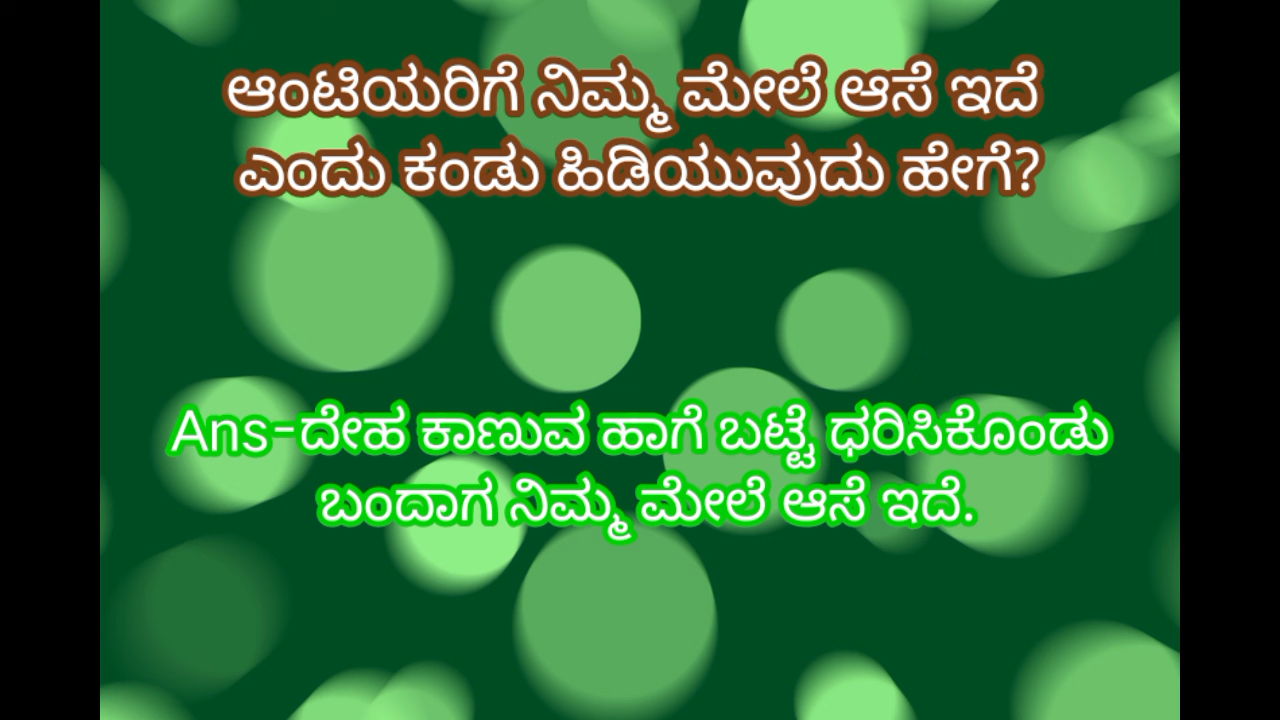 ಆಂಟಿಯರಿಗೆ ನಿಮ್ಮ ಮೇಲೆ ಆಸೆ ಇದೆ
ಎಂದು ಕಂಡು ಹಿಡಿಯುವುದು ಹೇಗೆ?
Ans-ದೇಹ ಕಾಣುವ ಹಾಗೆ ಬಟ್ಟೆ ಧರಿಸಿಕೊಂಡು
ಬಂದಾಗ ನಿಮ್ಮ ಮೇಲೆ ಆಸೆ ಇದೆ.